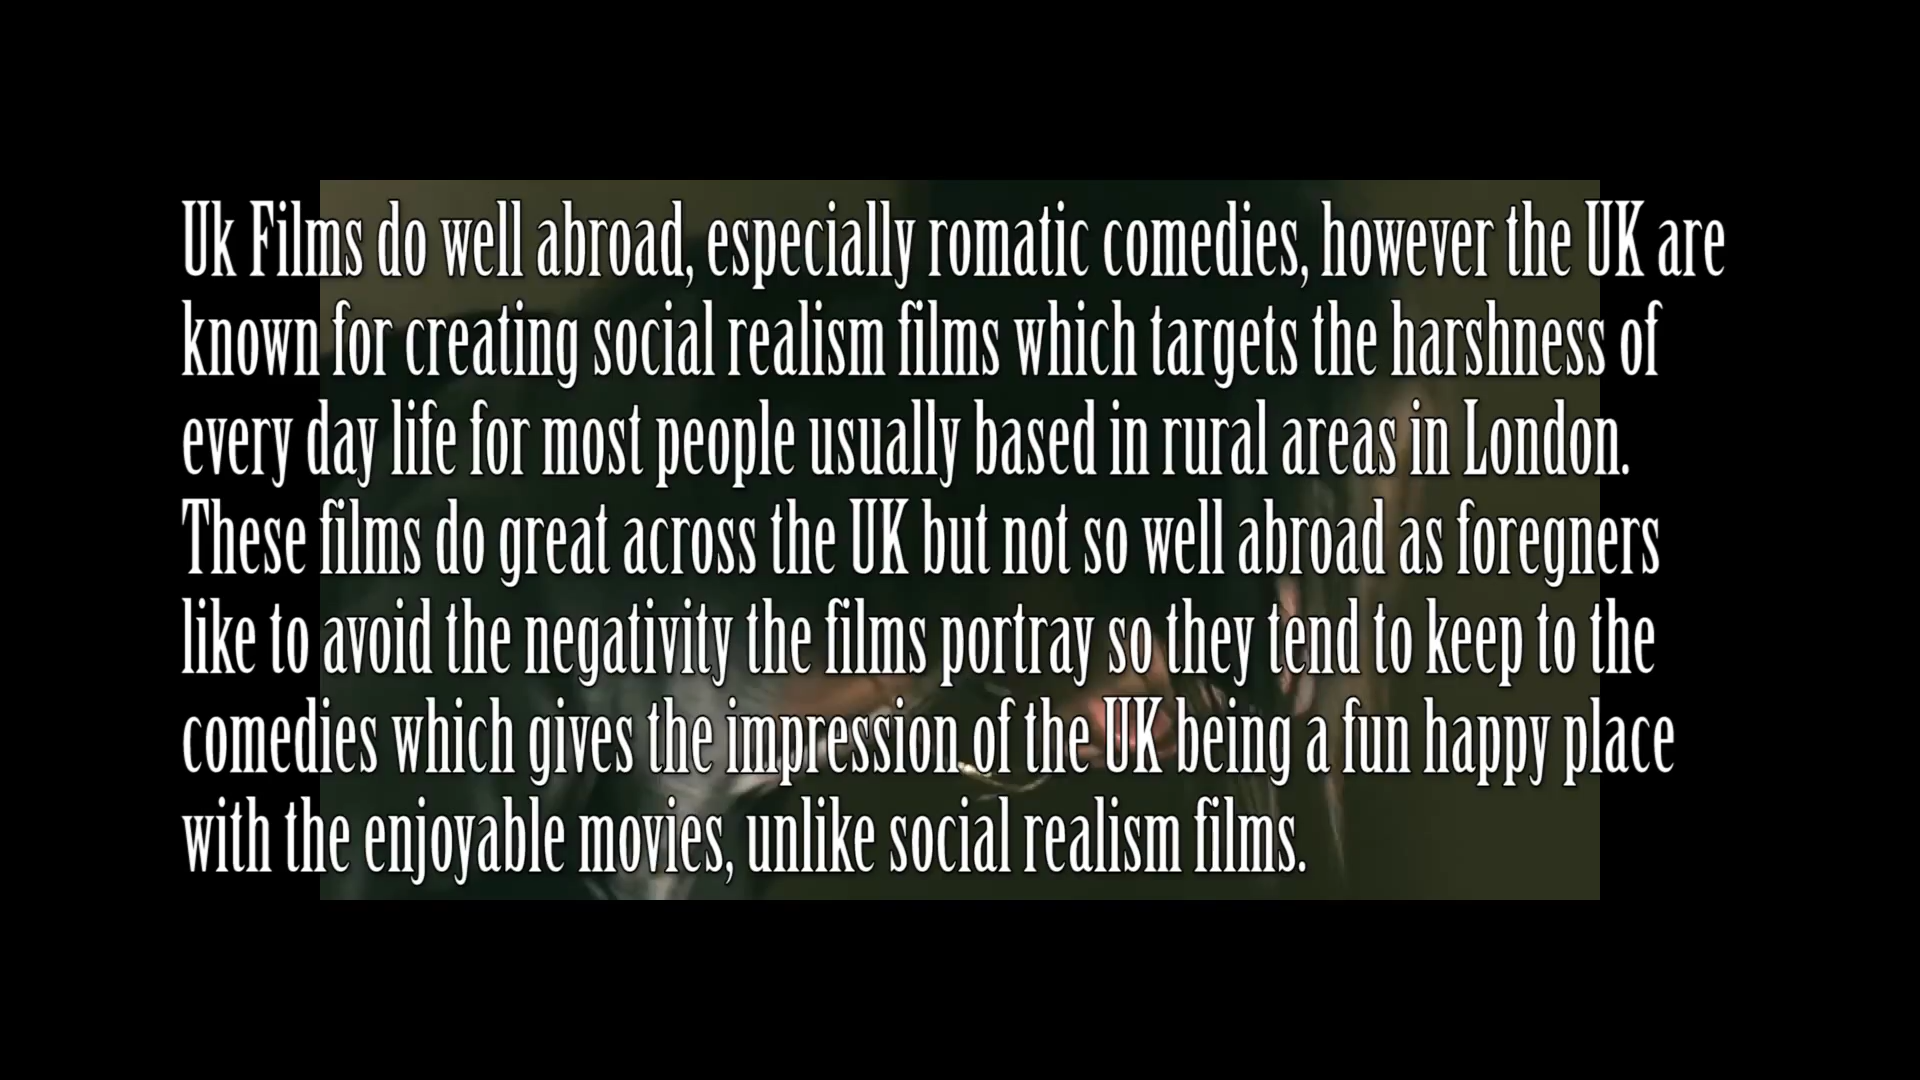 Uk Films do well abroad, especially romatic comedies, however the UK are
known for creating social realism films which targets the harshness of
every day life for most people usually based in rural areas in London.
These films do great across the UK but not so well abroad as foregners
like to avoid the negativity the films portray so they tend to keep to the
comedies which gives the impression of the UK being a fun happy place
with the enjoyable movies, unlike social realism films.